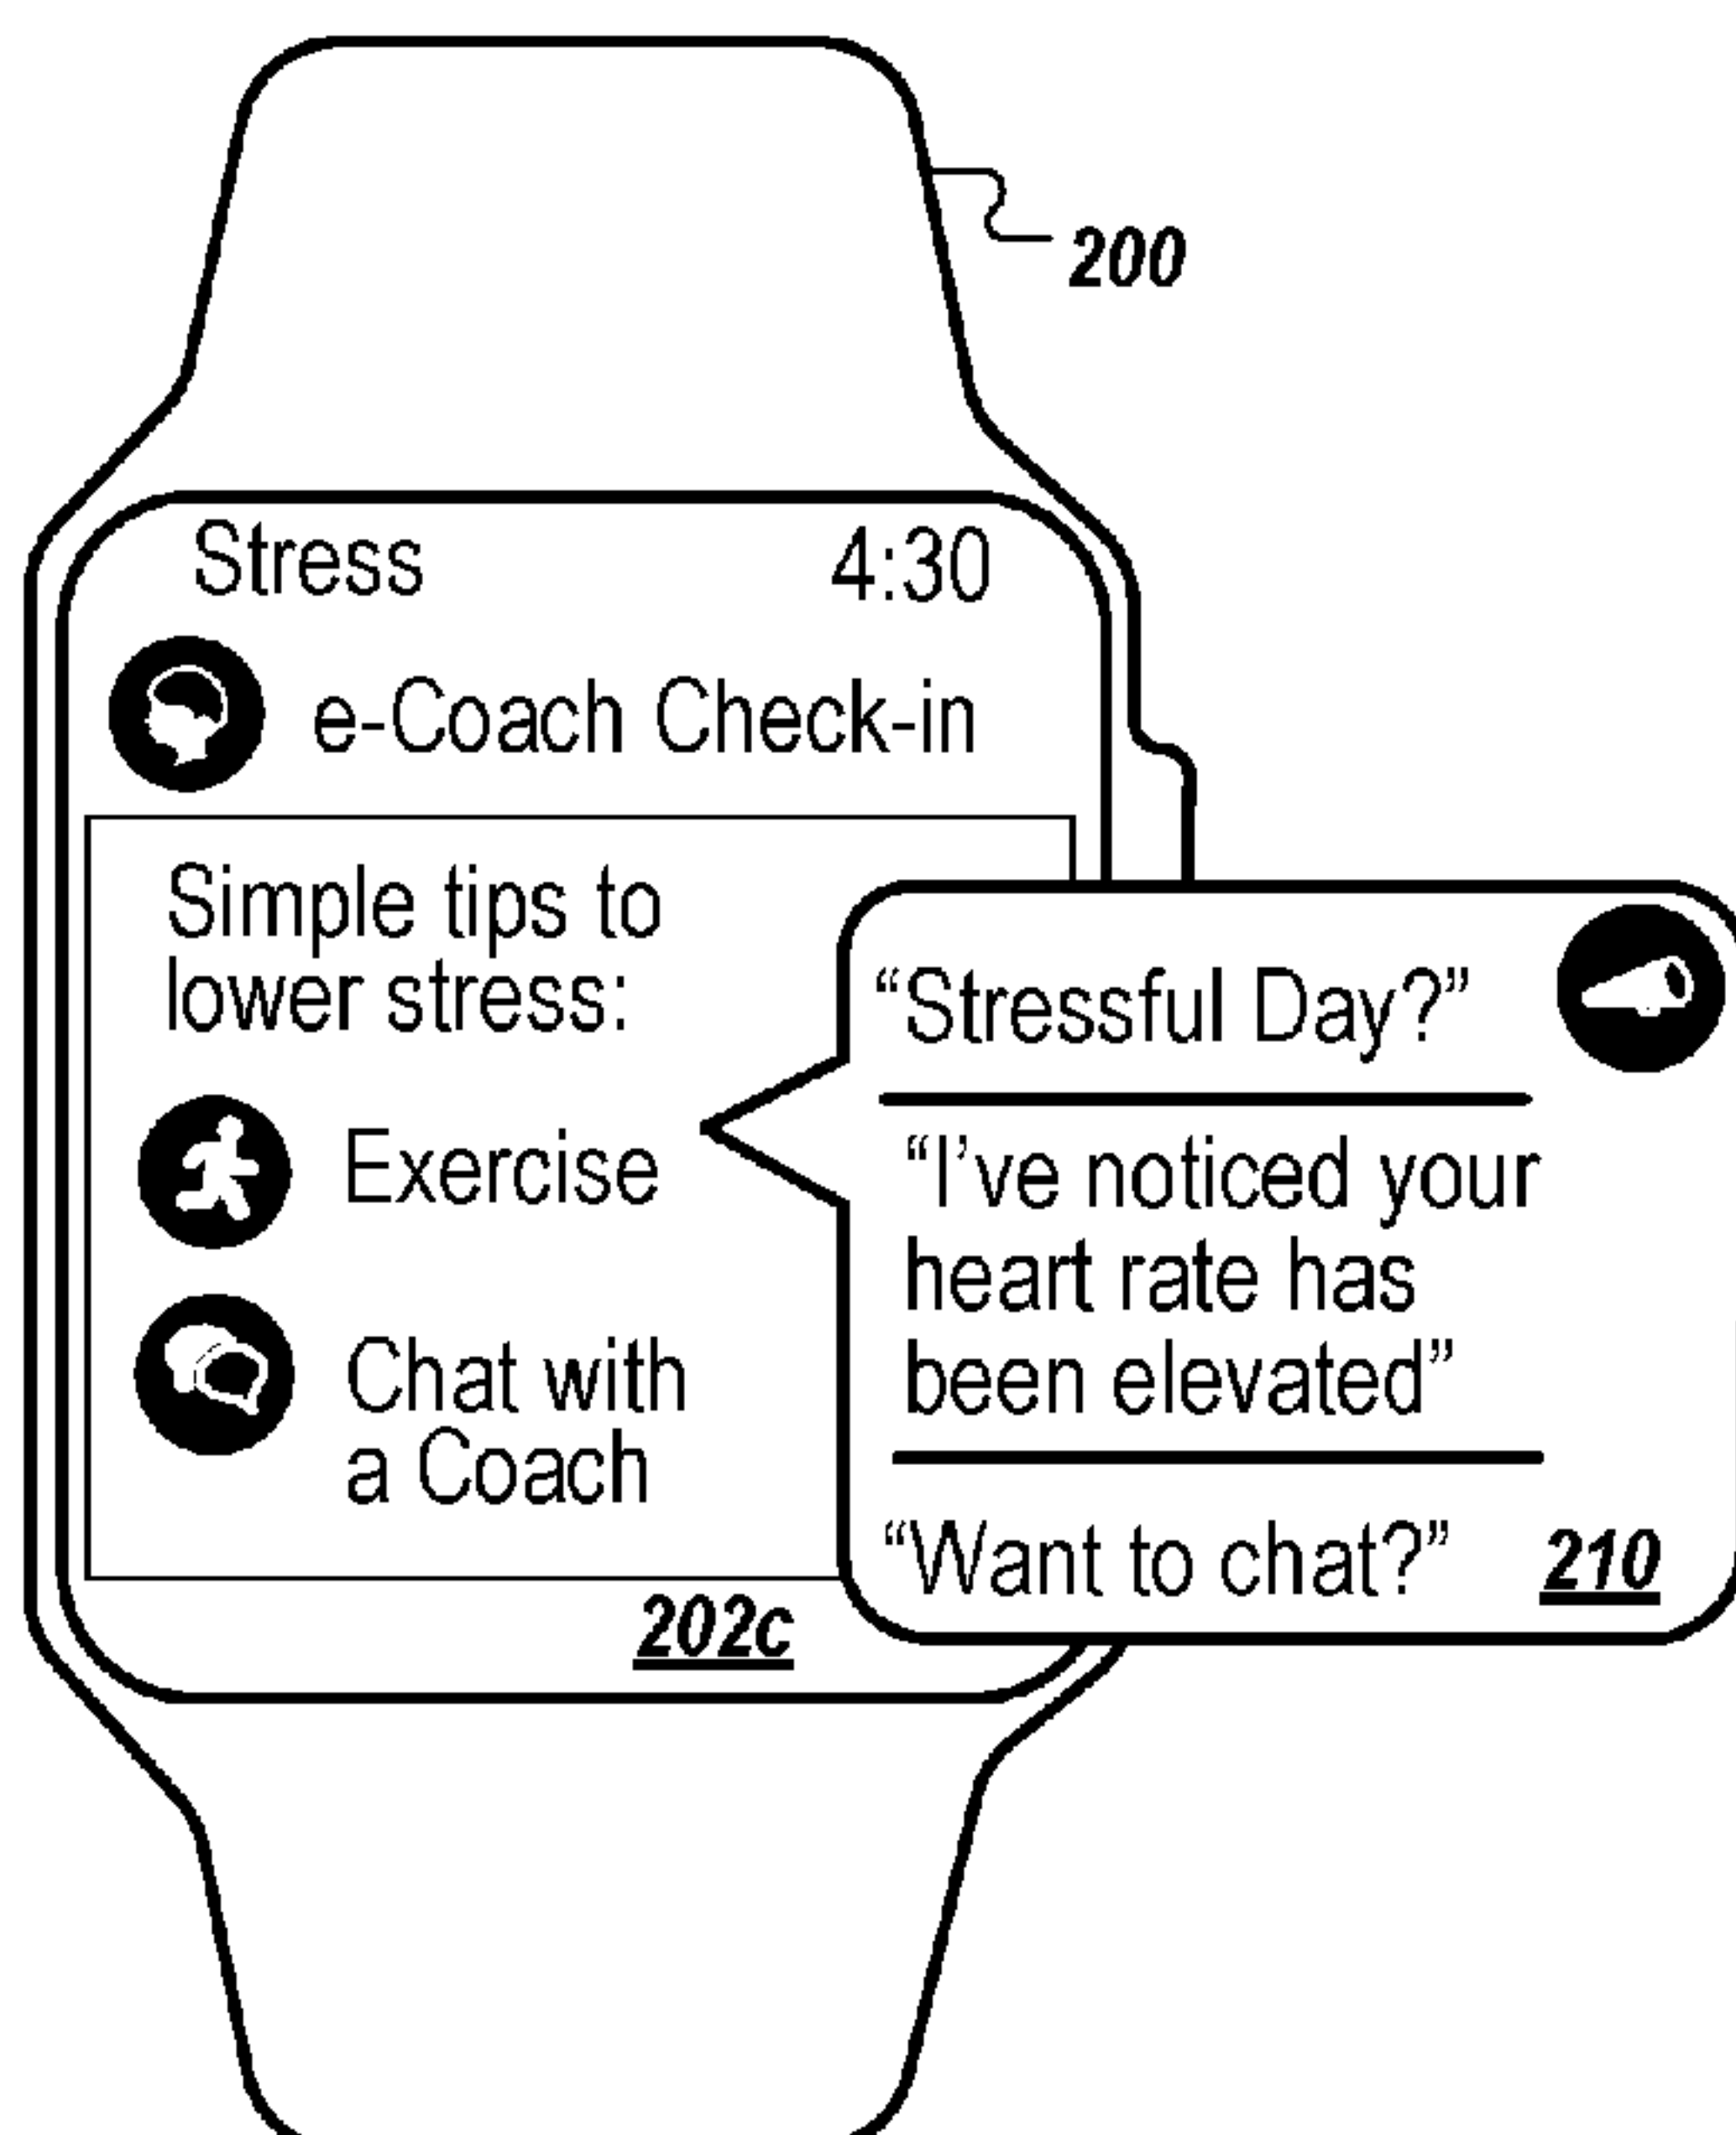 200
Stress 4:30
e-Coach Check-in
Simple tips to
lower stress:
Exercise
Chat with
a Coach
202c
“Stressful Day?”
“I’ve noticed your
heart rate has
been elevated”
“Want to chat?”
210